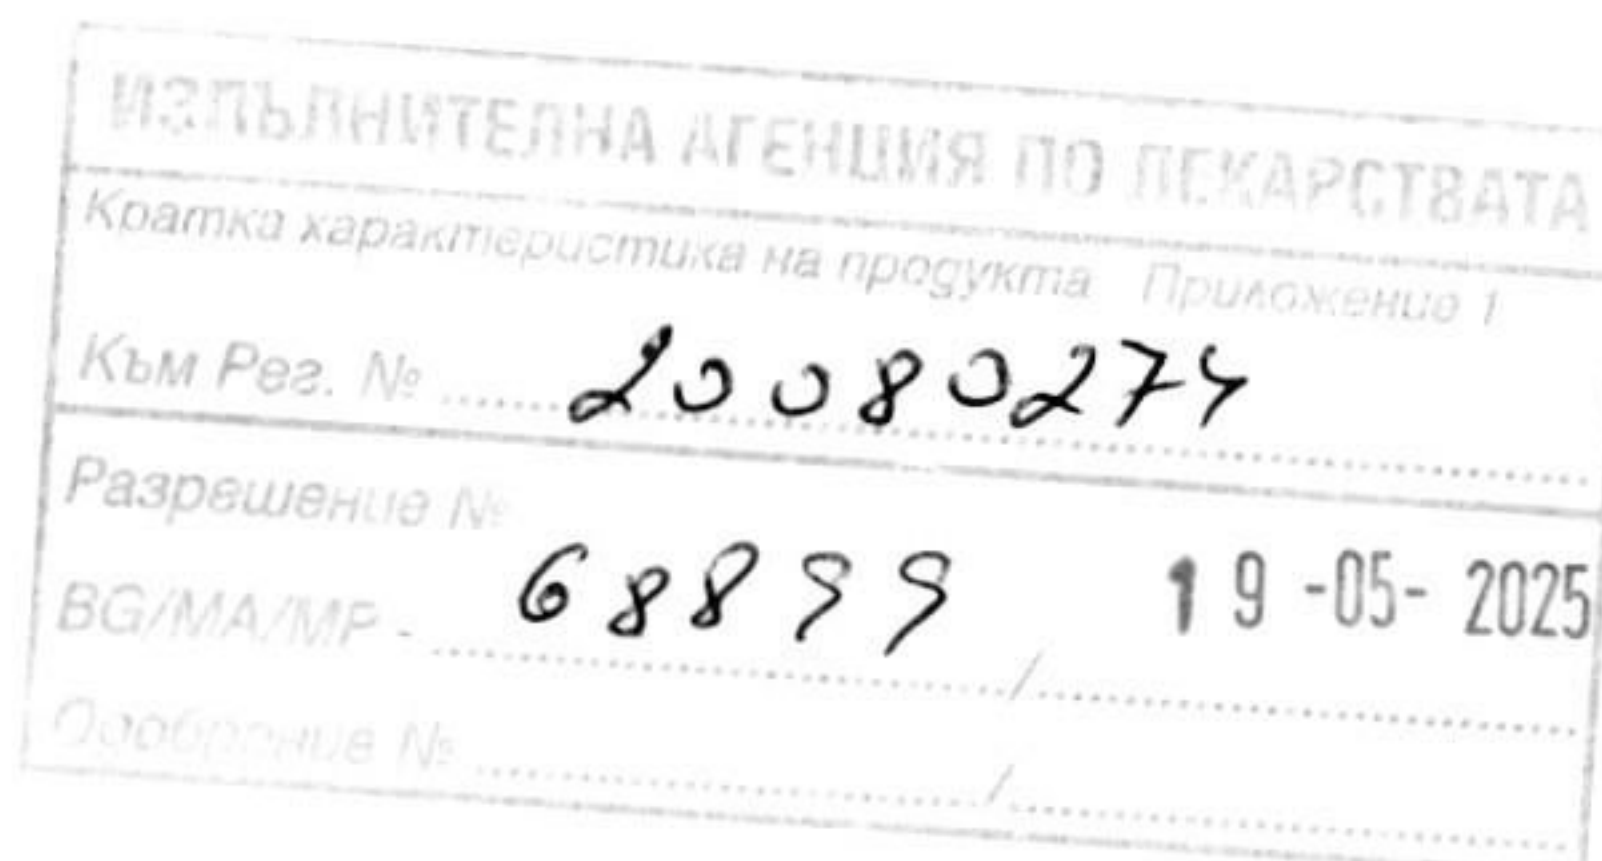 ИЗПЪЛНИТЕЛНА АГЕНЦИЯ ПО ЛЕКАРСТВАТА
Кратка характеристика на продукта Приложение 1
Към Рег. № 20080274
Разрешение №
BG/MA/MP - 68899 / 19-05-2025
Одобрение № /